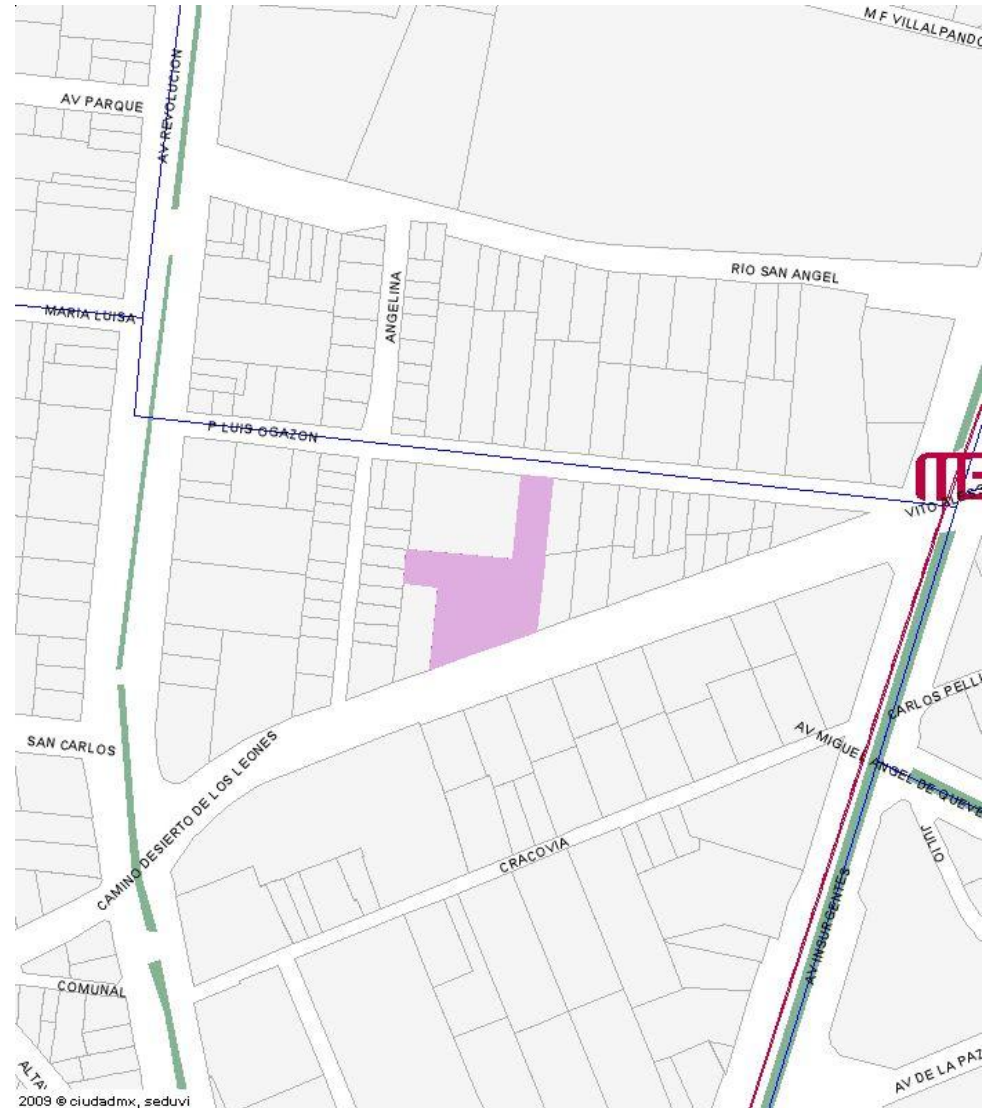 M F VILLALPANDO
AV REVOLUCION
AV PARQUE
RIO SAN ANGEL
ANGELINA
MARIA LUISA
P LUIS OGAZON
VITO
CARLOS PELLI
SAN CARLOS
AV MIGUE
ANGEL DE QUEVE
CAMINO DESIERTO DE LOS LEONES
JULIO
CRACOVIA
AV INSURGENTES
COMUNAL
AV DE LA PAZ
ALTA
2009 © ciudadmx, seduvi